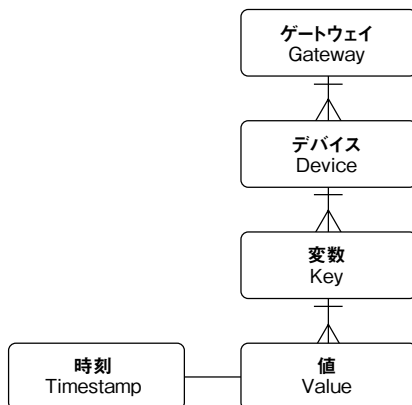 ゲートウェイ
Gateway
デバイス
Device
変数
Key
時刻
Timestamp
値
Value